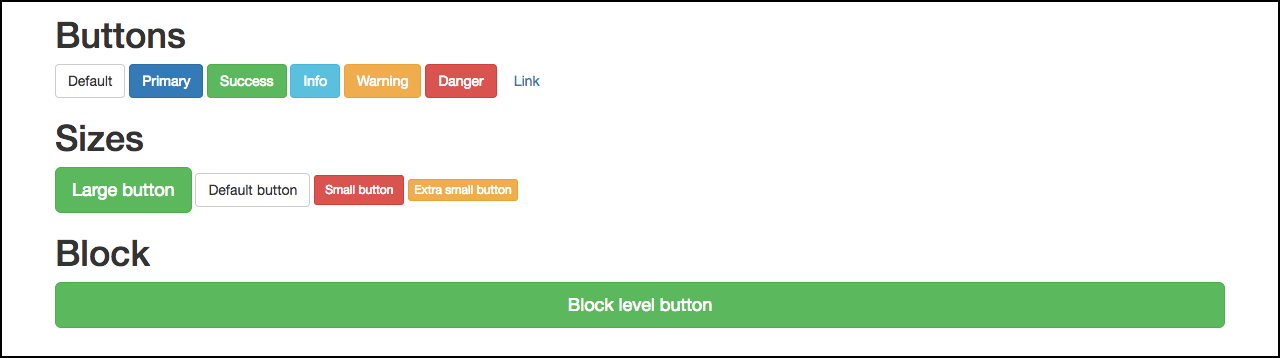 Buttons
Default Primary Success Info Warning Danger Link
Sizes
Large button Default button Small button Extra small button
Block
Block level button